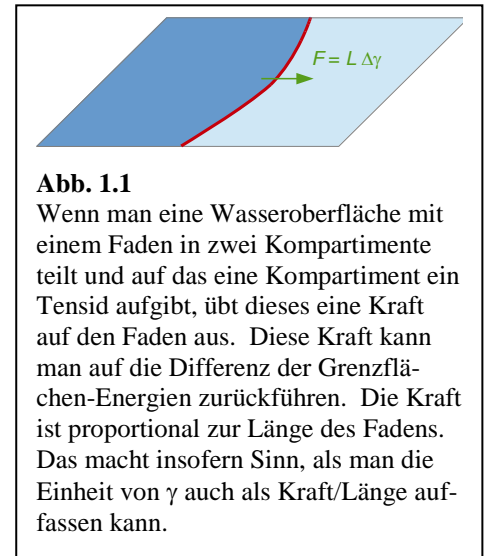 F = L Δγ
Abb. 1.1
Wenn man eine Wasseroberfläche mit
einem Faden in zwei Kompartimente
teilt und auf das eine Kompartiment ein
Tensid aufgibt, übt dieses eine Kraft
auf den Faden aus.  Diese Kraft kann
man auf die Differenz der Grenzflä-
chen-Energien zurückführen.  Die Kraft
ist proportional zur Länge des Fadens.
Das macht insofern Sinn, als man die
Einheit von γ auch als Kraft/Länge auf-
fassen kann.